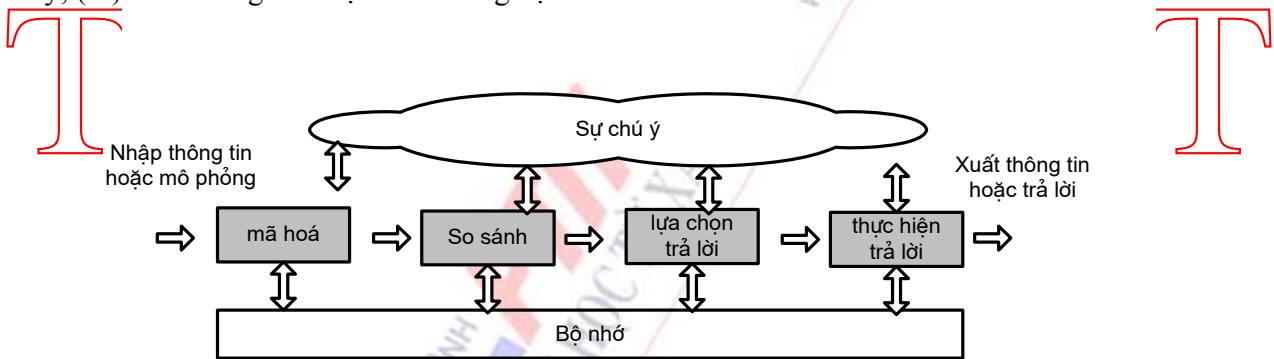 T
T
Sự chú ý
Nhập thông tin
hoặc mô phỏng
Xuất thông tin
hoặc trả lời
mã hoá
So sánh
lựa chọn
trả lời
thực hiện
trả lời
Bộ nhớ